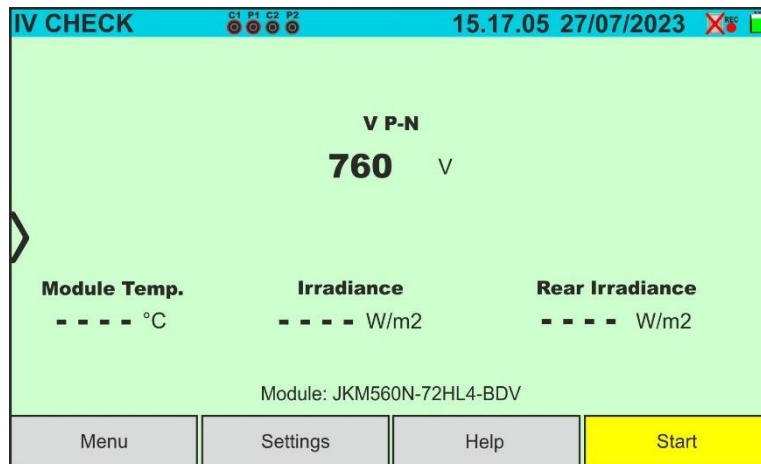 IV CHECK C1 P1 C2 P2 15.17.05 27/07/2023 REC
V P-N
760 V
Module Temp. Irradiance Rear Irradiance
- - - - °C - - - - W/m2 - - - - W/m2
Module: JKM560N-72HL4-BDV
Menu Settings Help Start